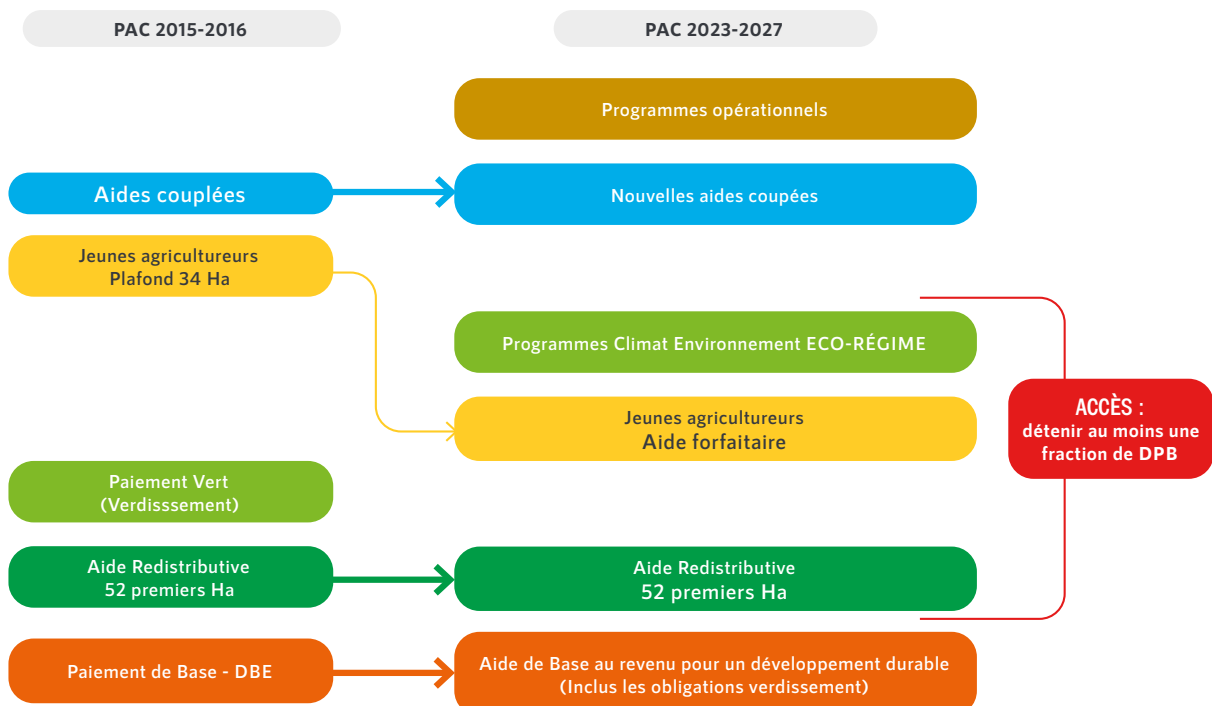 PAC 2015-2016
PAC 2023-2027
Programmes opérationnels
Aides couplées
Nouvelles aides coupées
Jeunes agricultureurs
Plafond 34 Ha
Programmes Climat Environnement ECO-RÉGIME
Jeunes agricultureurs
Aide forfaitaire
ACCÈS :
détenir au moins une
fraction de DPB
Paiement Vert
(Verdisssement)
Aide Redistributive
52 premiers Ha
Aide Redistributive
52 premiers Ha
Paiement de Base - DBE
Aide de Base au revenu pour un développement durable
(Inclus les obligations verdissement)